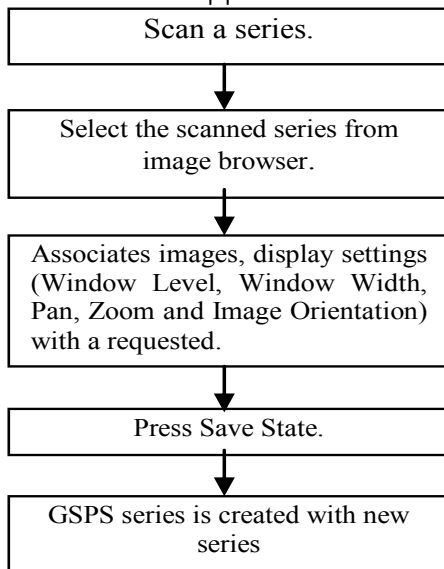 Scan a series.
Select the scanned series from
image browser.
Associates images, display settings
(Window Level, Window Width,
Pan, Zoom and Image Orientation)
with a requested.
Press Save State.
GSPS series is created with new
series